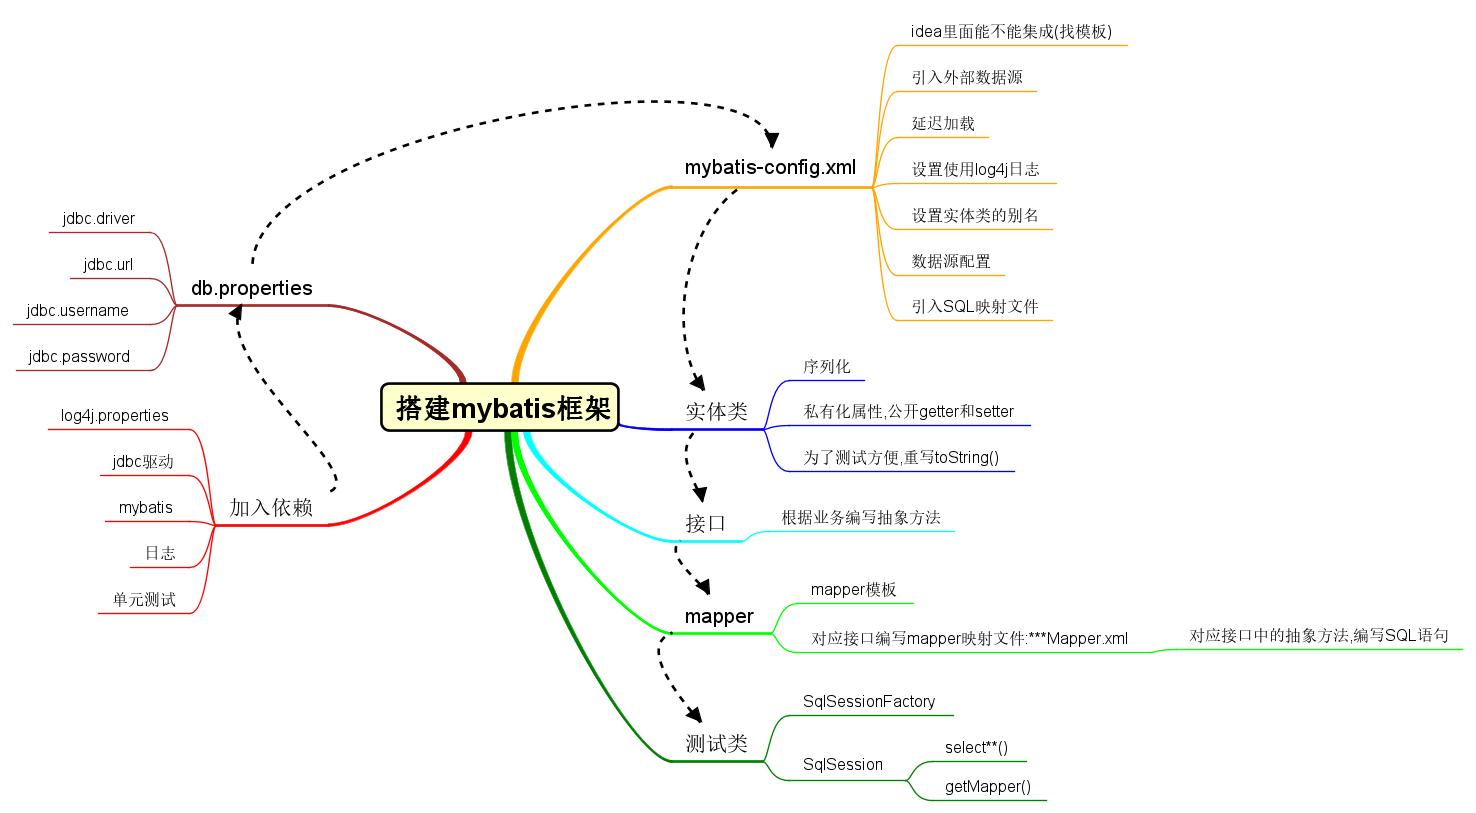 搭建mybatis框架
加入依赖
log4j.properties
jdbc驱动
mybatis
日志
单元测试
db.properties
jdbc.driver
jdbc.url
jdbc.username
jdbc.password
mybatis-config.xml
idea里面能不能集成(找模板)
引入外部数据源
延迟加载
设置使用log4j日志
设置实体类的别名
数据源配置
引入SQL映射文件
实体类
序列化
私有化属性,公开getter和setter
为了测试方便,重写toString()
接口
根据业务编写抽象方法
mapper
mapper模板
对应接口编写mapper映射文件:***Mapper.xml
对应接口中的抽象方法,编写SQL语句
测试类
SqlSessionFactory
SqlSession
select**()
getMapper()